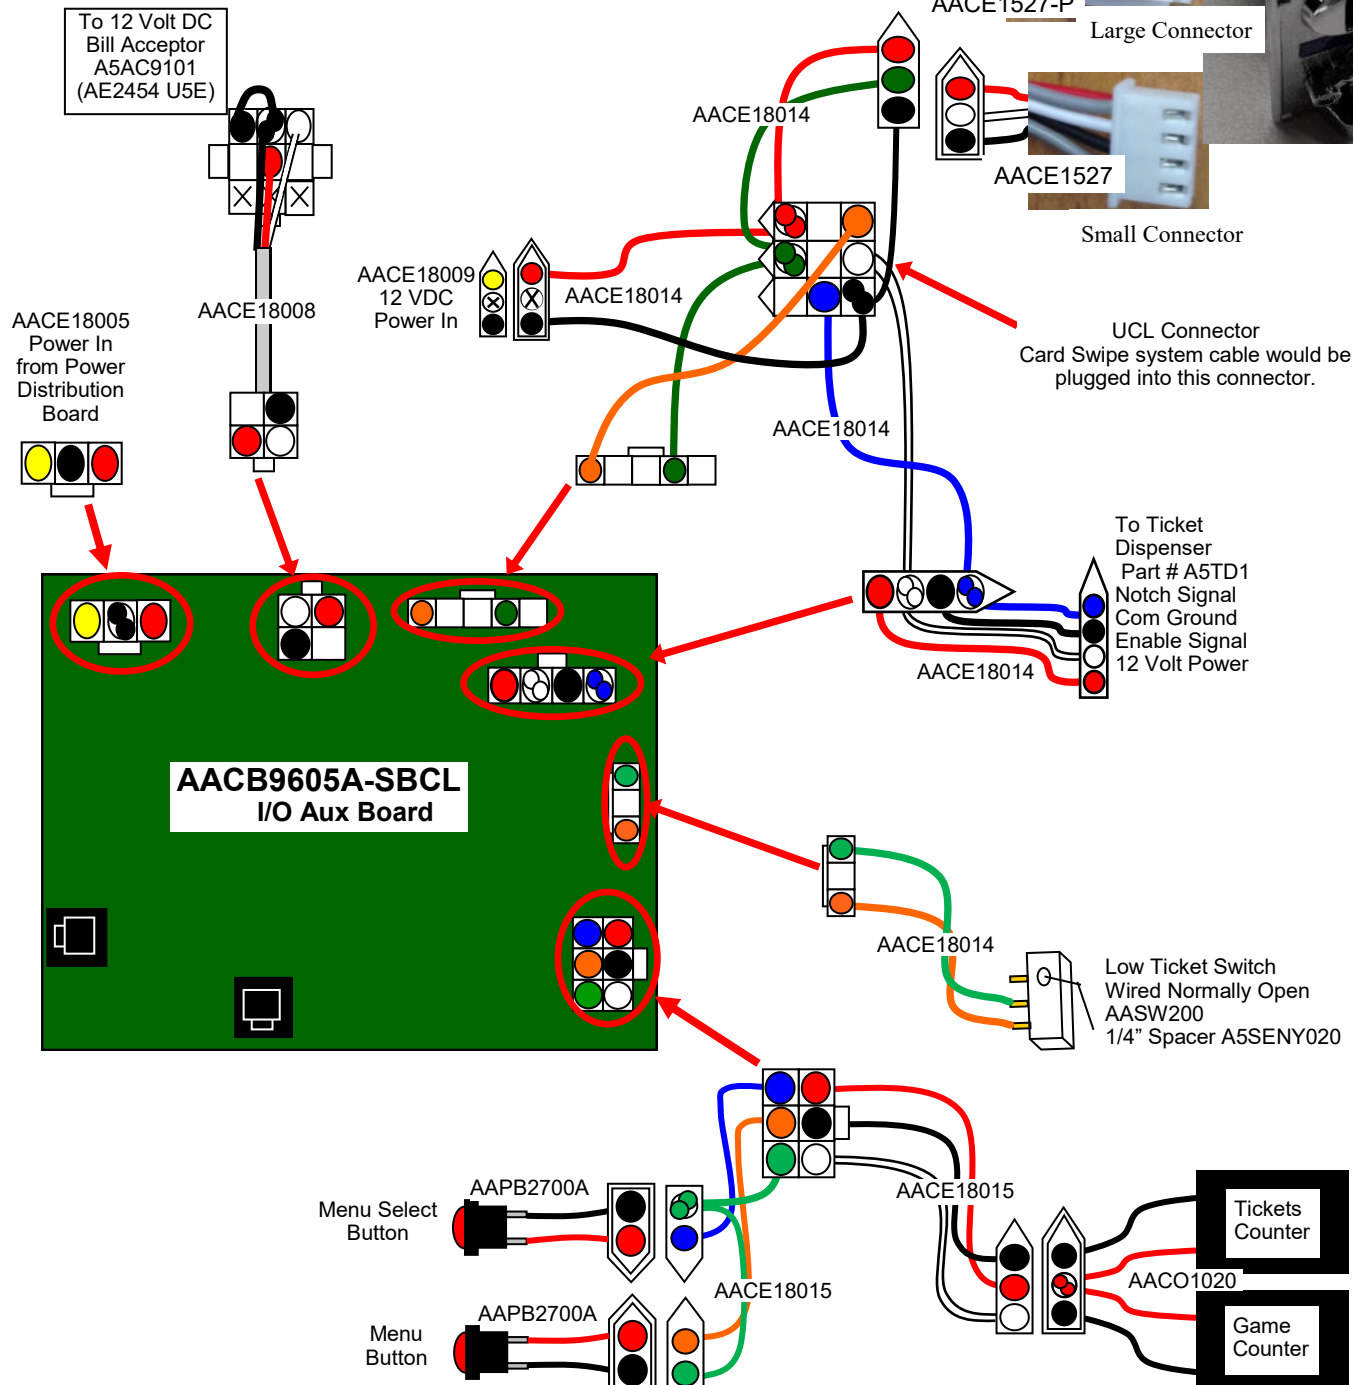 To 12 Volt DC
Bill Acceptor
A5AC9101
(AE2454 U5E)
AACE1527-P
Large Connector
AACE18014
AACE1527
Small Connector
AACE18009
12 VDC
Power In
AACE18014
AACE18008
AACE18005
Power In
from Power
Distribution
Board
UCL Connector
Card Swipe system cable would be
plugged into this connector.
AACE18014
To Ticket
Dispenser
Part # A5TD1
Notch Signal
Com Ground
Enable Signal
12 Volt Power
AACE18014
AACB9605A-SBCL
I/O Aux Board
AACE18014
Low Ticket Switch
Wired Normally Open
AASW200
1/4” Spacer A5SENY020
AACE18015
AAPB2700A
Menu Select
Button
Tickets
Counter
AACO1020
AACE18015
AAPB2700A
Menu
Button
Game
Counter